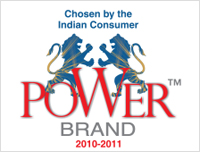 Chosen by the
Indian Consumer
POWER™
BRAND
2010-2011